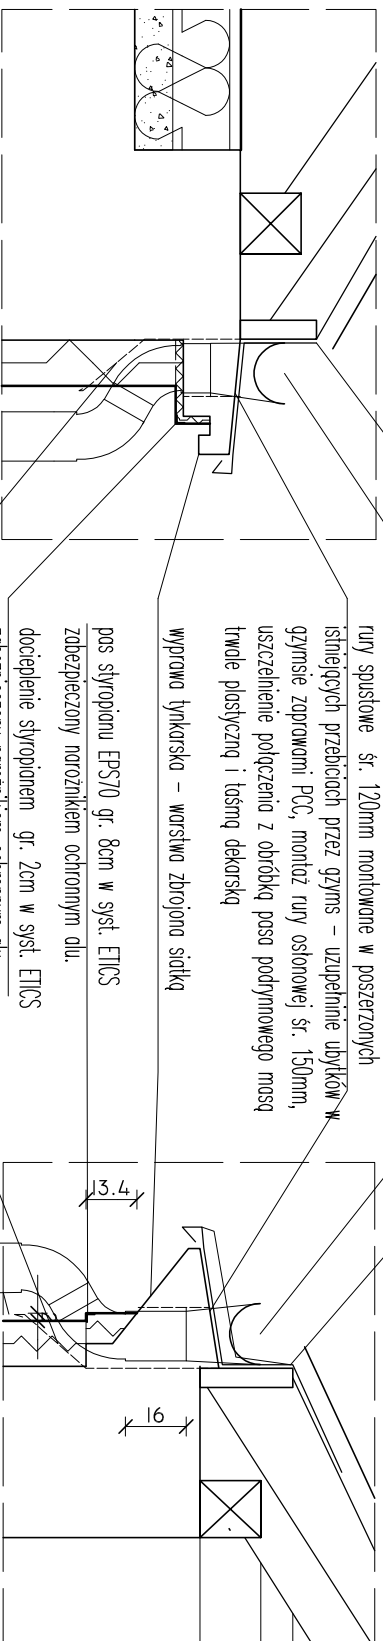 rury spustowe śr. 120mm montowane w poszerzonych
istniejących przebiciach przez gzyms - uzupełninie ubytków w
gzymsie zaprawami PCC, montaż rury osłonowej śr. 150mm,
uszczelnienie połączenia z obróbką pasa podrynnowego masą
trwale plastyczną i taśmą dekarską
wyprawa tynkarska - warstwa zbrojona siatką
pas styropianu EPS70 gr. 8cm w syst. ETICS
zabezpieczony narożnikiem ochronnym alu.
docieplenie styropianem gr. 2cm w syst. ETICS
13.4
16